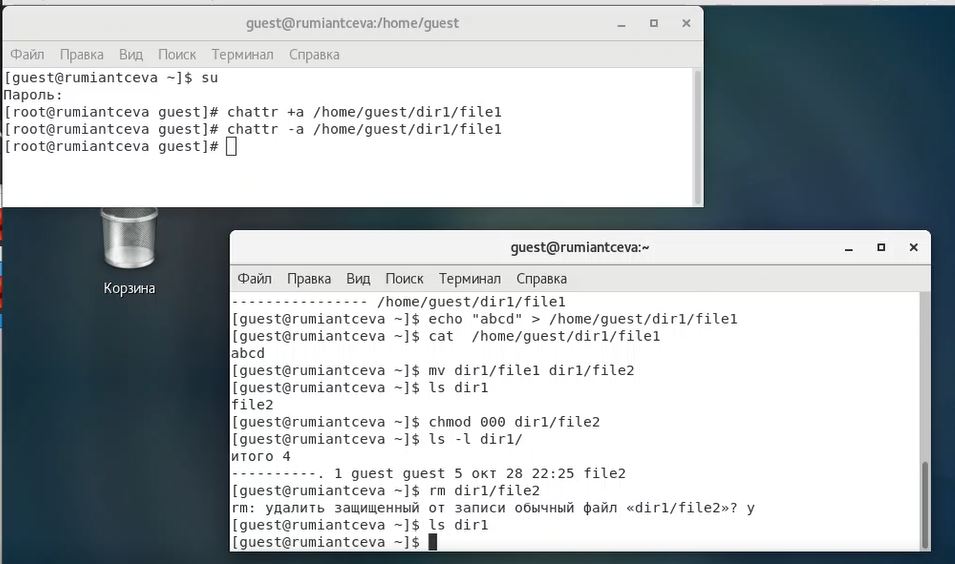 guest@rumiantceva:/home/guest
Файл Правка Вид Поиск Терминал Справка
[guest@rumiantceva ~]$ su
Пароль:
[root@rumiantceva guest]# chattr +a /home/guest/dir1/file1
[root@rumiantceva guest]# chattr -a /home/guest/dir1/file1
[root@rumiantceva guest]#
Корзина
guest@rumiantceva:~
Файл Правка Вид Поиск Терминал Справка
---------------- /home/guest/dir1/file1
[guest@rumiantceva ~]$ echo "abcd" > /home/guest/dir1/file1
[guest@rumiantceva ~]$ cat  /home/guest/dir1/file1
abcd
[guest@rumiantceva ~]$ mv dir1/file1 dir1/file2
[guest@rumiantceva ~]$ ls dir1
file2
[guest@rumiantceva ~]$ chmod 000 dir1/file2
[guest@rumiantceva ~]$ ls -l dir1/
итого 4
----------. 1 guest guest 5 окт 28 22:25 file2
[guest@rumiantceva ~]$ rm dir1/file2
rm: удалить защищенный от записи обычный файл «dir1/file2»? y
[guest@rumiantceva ~]$ ls dir1
[guest@rumiantceva ~]$